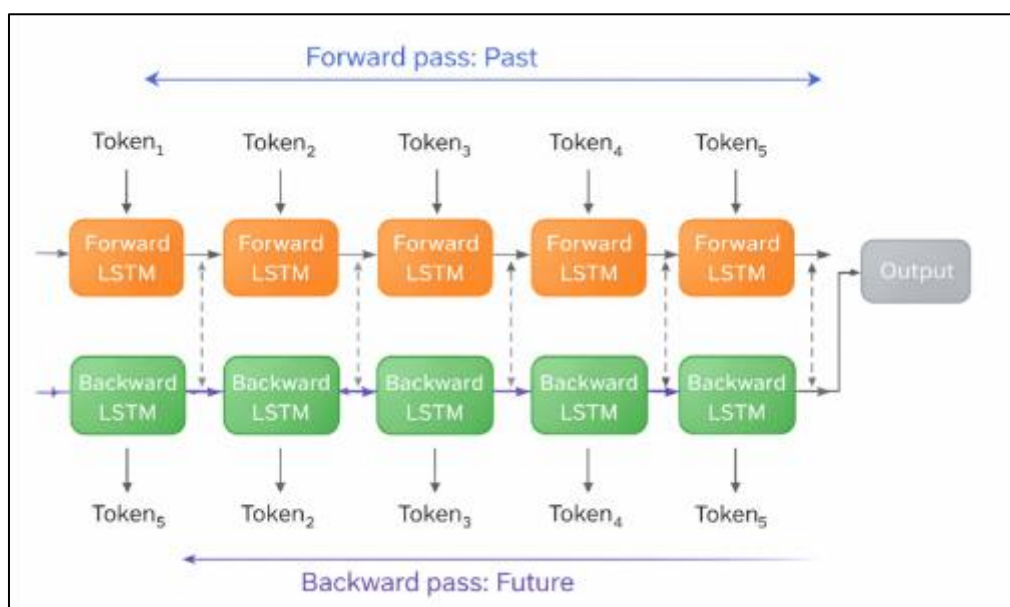 Forward pass: Past
Token₁ Token₂ Token₃ Token₄ Token₅
Forward LSTM
Forward LSTM
Forward LSTM
Forward LSTM
Forward LSTM
Output
Backward LSTM
Backward LSTM
Backward LSTM
Backward LSTM
Backward LSTM
Token₅ Token₂ Token₃ Token₄ Token₅
Backward pass: Future